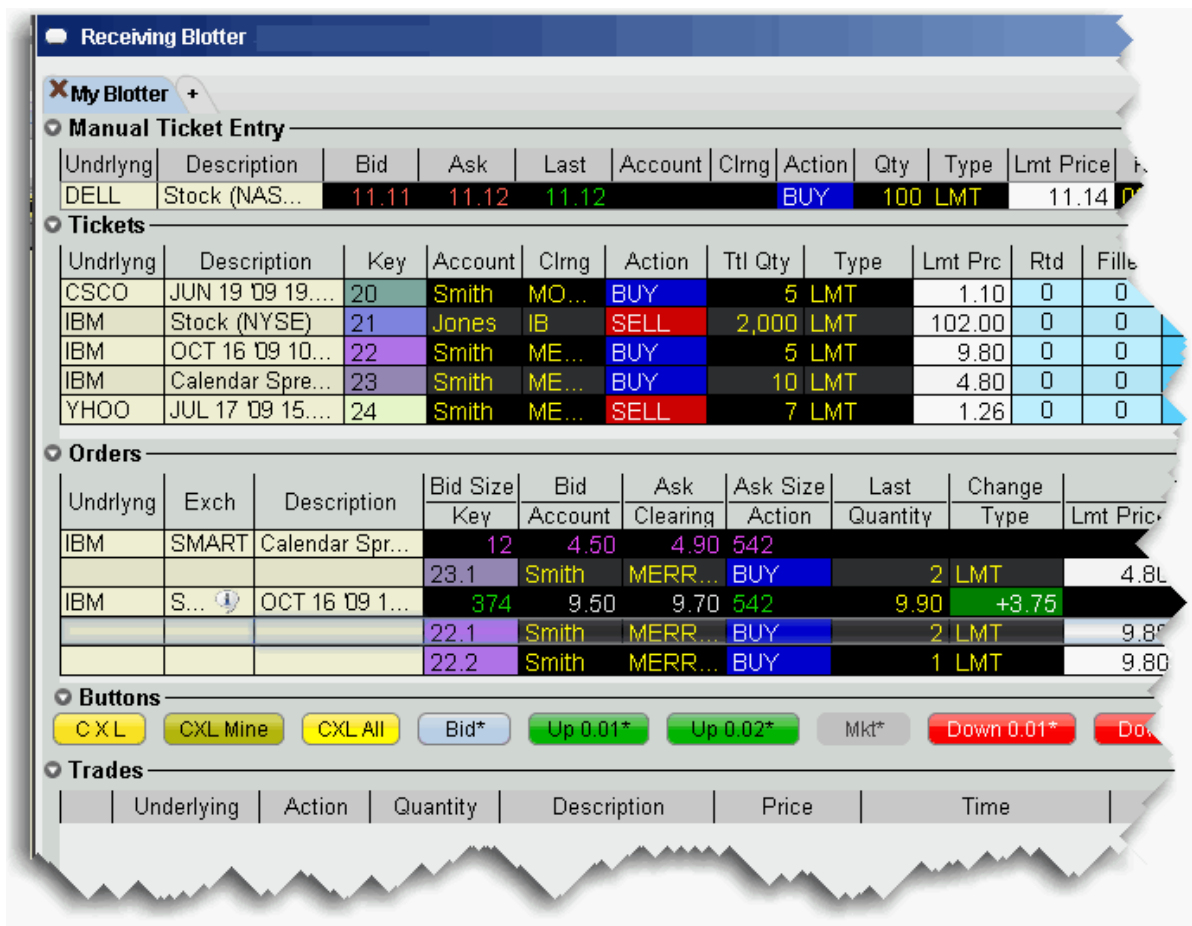 Receiving Blotter
My Blotter +
Manual Ticket Entry
Undrlyng Description Bid Ask Last Account Clrng Action Qty Type Lmt Price
DELL Stock (NAS... 11.11 11.12 11.12 BUY 100 LMT 11.14
Tickets
Undrlyng Description Key Account Clrng Action Ttl Qty Type Lmt Prc Rtd Fille
CSCO JUN 19 '09 19.... 20 Smith MO... BUY 5 LMT 1.10 0 0
IBM Stock (NYSE) 21 Jones IB SELL 2,000 LMT 102.00 0 0
IBM OCT 16 '09 10... 22 Smith ME... BUY 5 LMT 9.80 0 0
IBM Calendar Spre... 23 Smith ME... BUY 10 LMT 4.80 0 0
YHOO JUL 17 '09 15.... 24 Smith ME... SELL 7 LMT 1.26 0 0
Orders
Undrlyng Exch Description Bid Size Bid Ask Ask Size Last Change
Key Account Clearing Action Quantity Type Lmt Price
IBM SMART Calendar Spr... 12 4.50 4.90 542
23.1 Smith MERR... BUY 2 LMT 4.80
IBM S... OCT 16 '09 1... 374 9.50 9.70 542 9.90 +3.75
22.1 Smith MERR... BUY 2 LMT 9.80
22.2 Smith MERR... BUY 1 LMT 9.80
Buttons
C X L CXL Mine CXL All Bid* Up 0.01* Up 0.02* Mkt* Down 0.01* Dov
Trades
Underlying Action Quantity Description Price Time